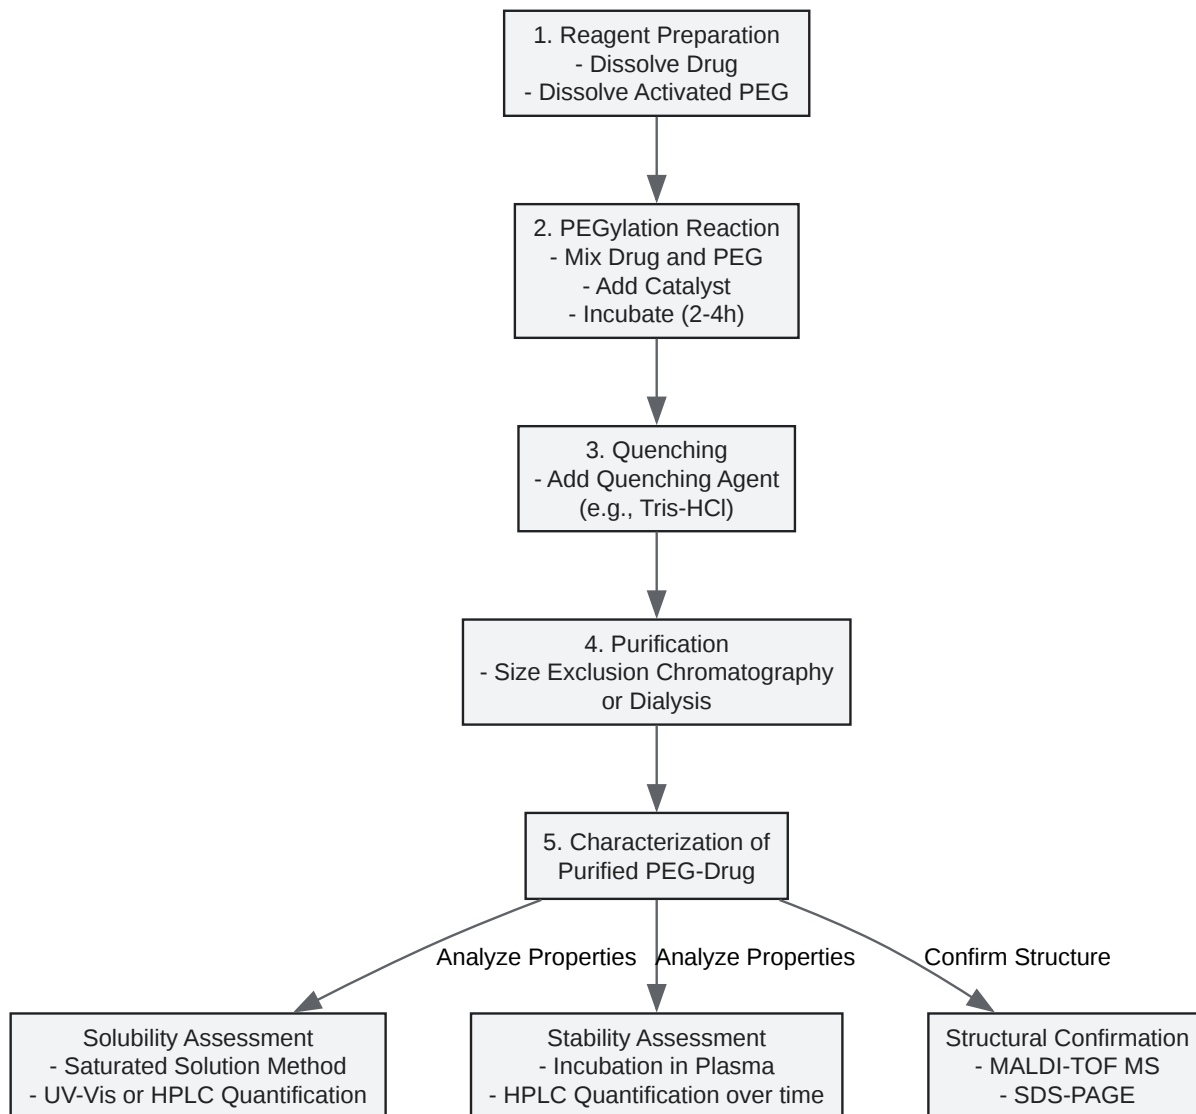 1. Reagent Preparation
- Dissolve Drug
- Dissolve Activated PEG
2. PEGylation Reaction
- Mix Drug and PEG
- Add Catalyst
- Incubate (2-4h)
3. Quenching
- Add Quenching Agent
(e.g., Tris-HCl)
4. Purification
- Size Exclusion Chromatography
or Dialysis
5. Characterization of
Purified PEG-Drug
Analyze Properties
Analyze Properties
Confirm Structure
Solubility Assessment
- Saturated Solution Method
- UV-Vis or HPLC Quantification
Stability Assessment
- Incubation in Plasma
- HPLC Quantification over time
Structural Confirmation
- MALDI-TOF MS
- SDS-PAGE